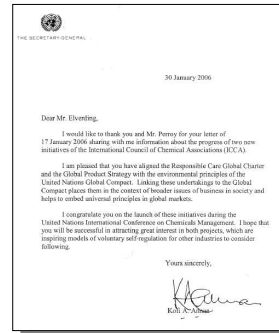 THE SECRETARY-GENERAL
30 January 2006
Dear Mr. Elverding,
I would like to thank you and Mr. Perroy for your letter of
17 January 2006 sharing with me information about the progress of two new
initiatives of the International Council of Chemical Associations (ICCA).
I am pleased that you have aligned the Responsible Care Global Charter
and the Global Product Strategy with the environmental principles of the
United Nations Global Compact. Linking these undertakings to the Global
Compact places them in the context of broader issues of business in society and
helps to embed universal principles in global markets.
I congratulate you on the launch of these initiatives during the
United Nations International Conference on Chemicals Management. I hope that
you will be successful in attracting great interest in both projects, which are
inspiring models of voluntary self-regulation for other industries to consider
following.
Yours sincerely,
Kofi A. Annan